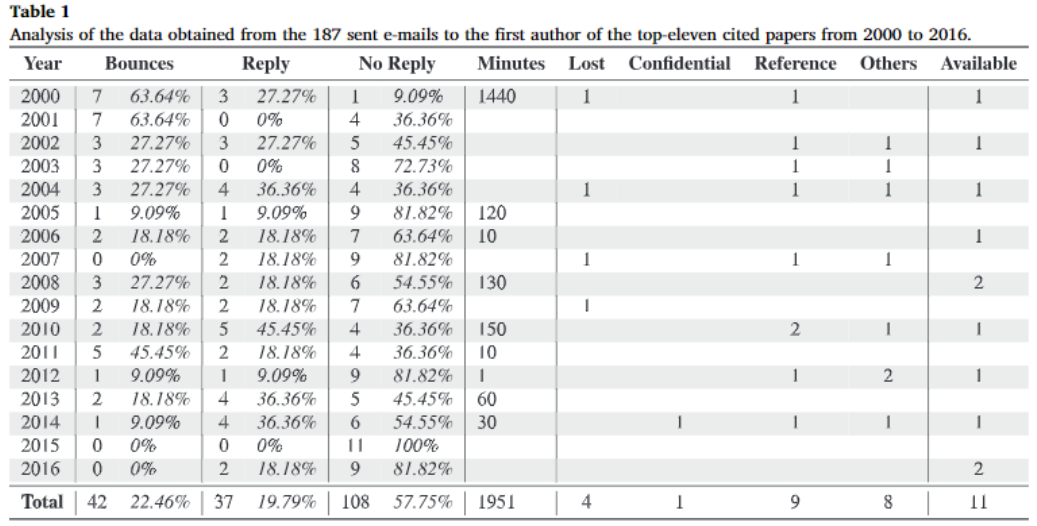 Table 1
Analysis of the data obtained from the 187 sent e-mails to the first author of the top-eleven cited papers from 2000 to 2016.
Year Bounces Reply No Reply Minutes Lost Confidential Reference Others Available
2000 7 63.64% 3 27.27% 1 9.09% 1440 1 1 1
2001 7 63.64% 0 0% 4 36.36%
2002 3 27.27% 3 27.27% 5 45.45% 1 1 1
2003 3 27.27% 0 0% 8 72.73% 1 1
2004 3 27.27% 4 36.36% 4 36.36% 1 1 1 1
2005 1 9.09% 1 9.09% 9 81.82% 120
2006 2 18.18% 2 18.18% 7 63.64% 10 1
2007 0 0% 2 18.18% 9 81.82% 1 1 1
2008 3 27.27% 2 18.18% 6 54.55% 130 2
2009 2 18.18% 2 18.18% 7 63.64% 1
2010 2 18.18% 5 45.45% 4 36.36% 150 2 1 1
2011 5 45.45% 2 18.18% 4 36.36% 10
2012 1 9.09% 1 9.09% 9 81.82% 1 1 2 1
2013 2 18.18% 4 36.36% 5 45.45% 60
2014 1 9.09% 4 36.36% 6 54.55% 30 1 1 1 1
2015 0 0% 0 0% 11 100%
2016 0 0% 2 18.18% 9 81.82% 2
Total 42 22.46% 37 19.79% 108 57.75% 1951 4 1 9 8 11